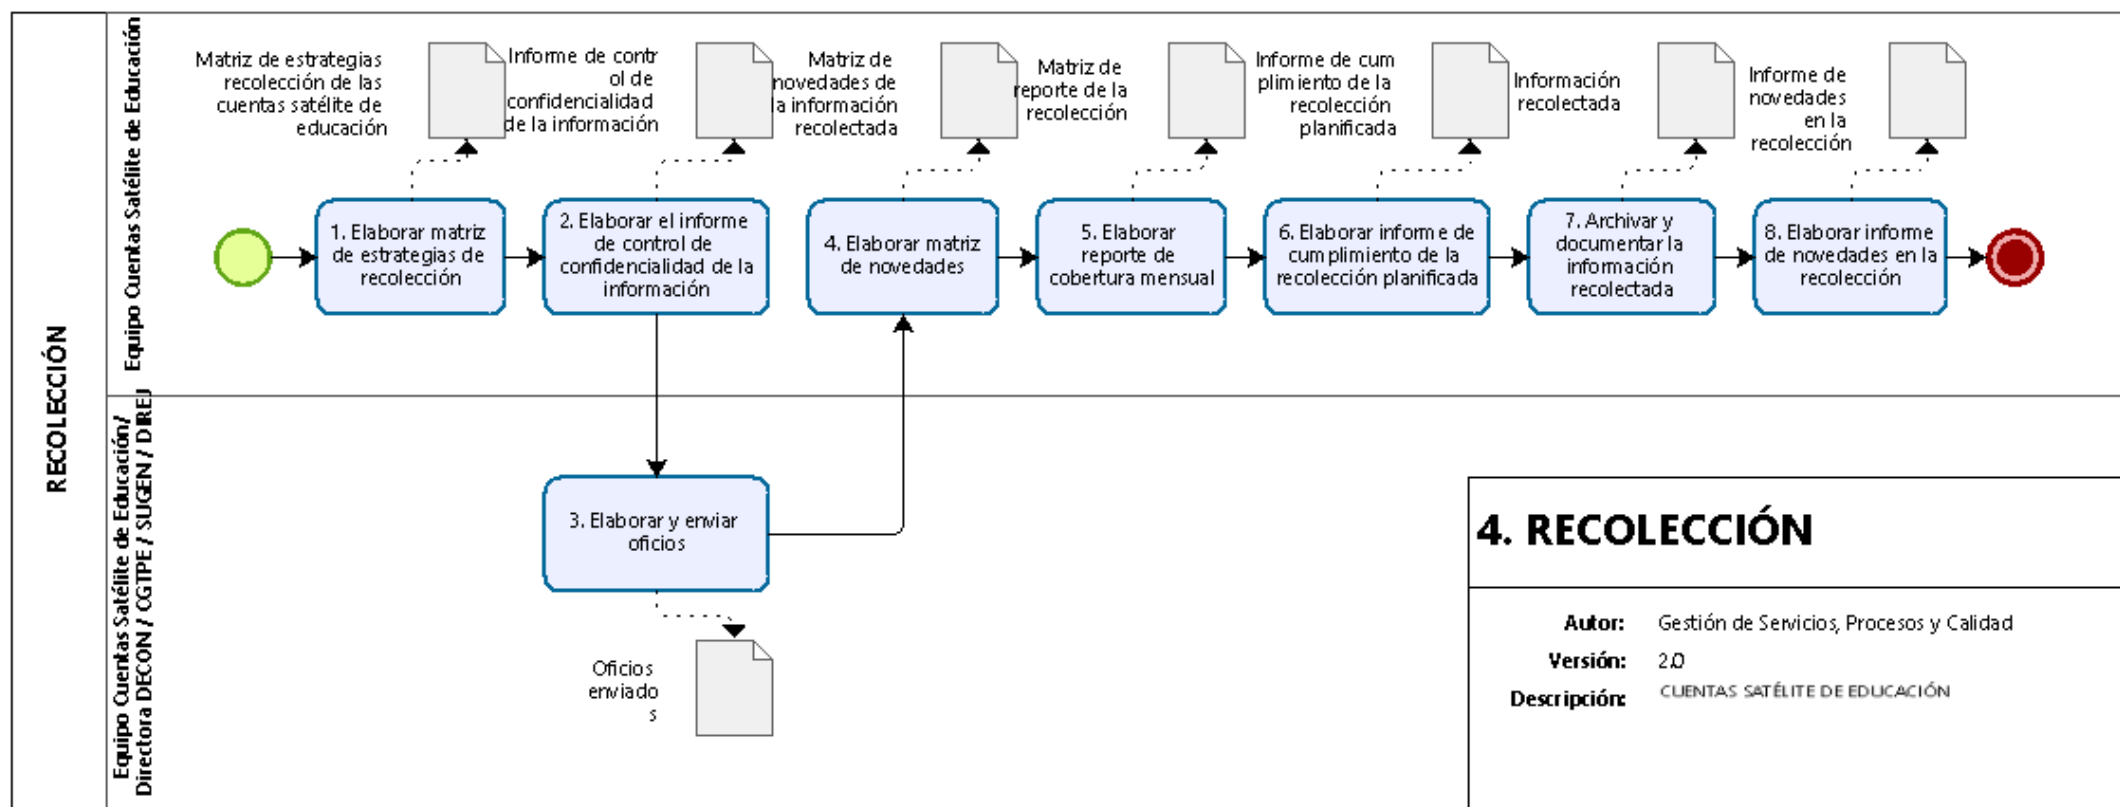 RECOLECCIÓN
Equipo Cuentas Satélite de Educación
Matriz de estrategias
recolección de las
cuentas satélite de
educación
Informe de contr
ol de
confidencialidad
de la información
Matriz de
novedades de
la información
recolectada
Matriz de
reporte de la
recolección
Informe de cum
plimiento de la
recolección
planificada
Información
recolectada
Informe de
novedades
en la
recolección
1. Elaborar matriz
de estrategias de
recolección
2. Elaborar el informe
de control de
confidencialidad de la
información
4. Elaborar matriz
de novedades
5. Elaborar
reporte de
cobertura mensual
6. Elaborar informe de
cumplimiento de la
recolección planificada
7. Archivar y
documentar la
información
recolectada
8. Elaborar informe
de novedades en la
recolección
Equipo Cuentas Satélite de Educación/
Directora DECON / CGTPE / SUGEN / DIREJ
3. Elaborar y enviar
oficios
Oficios
enviado
s
4. RECOLECCIÓN
Autor: Gestión de Servicios, Procesos y Calidad
Versión: 2.0
Descripción: CUENTAS SATÉLITE DE EDUCACIÓN